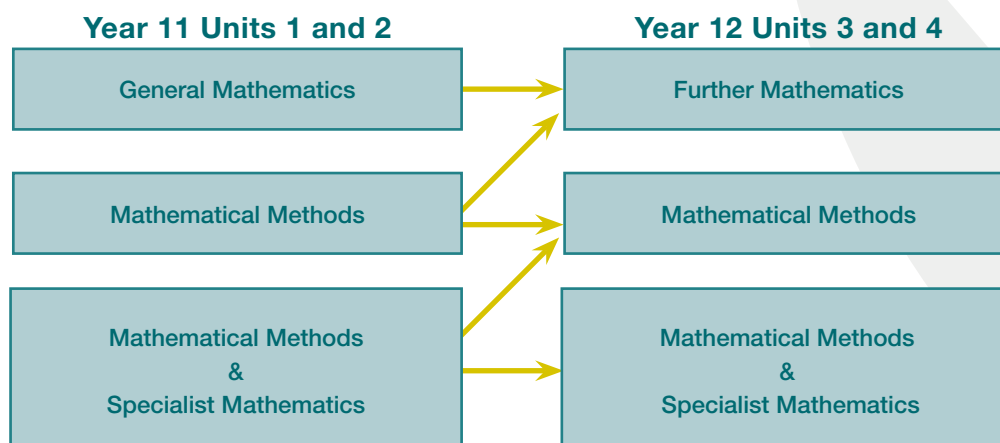 Year 11 Units 1 and 2
Year 12 Units 3 and 4
General Mathematics
Further Mathematics
Mathematical Methods
Mathematical Methods
Mathematical Methods
&
Specialist Mathematics
Mathematical Methods
&
Specialist Mathematics